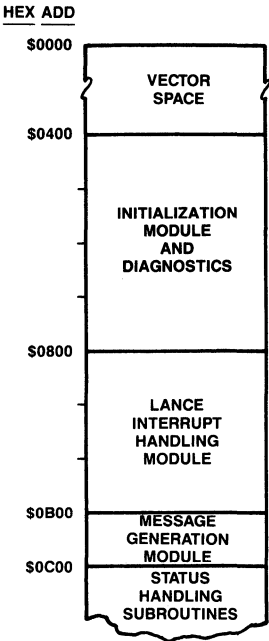 HEX ADD
$0000
VECTOR
SPACE
$0400
INITIALIZATION
MODULE
AND
DIAGNOSTICS
$0800
LANCE
INTERRUPT
HANDLING
MODULE
$0B00
MESSAGE
GENERATION
MODULE
$0C00
STATUS
HANDLING
SUBROUTINES